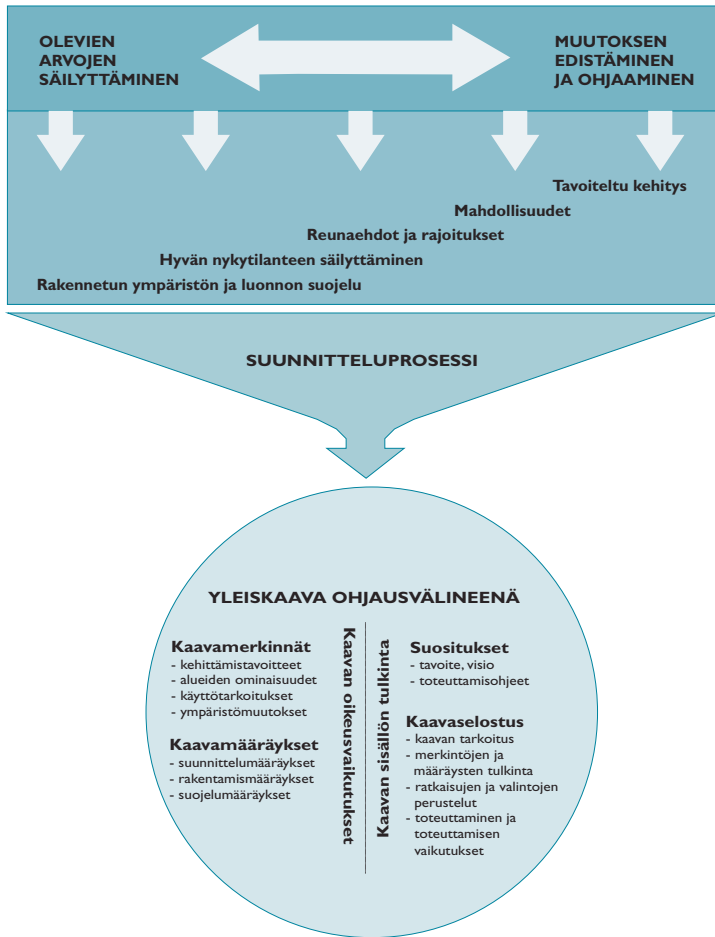 OLEVIEN
ARVOJEN
SÄILYTTÄMINEN
MUUTOKSEN
EDISTÄMINEN
JA OHJAAMINEN
Tavoiteltu kehitys
Mahdollisuudet
Reunaehdot ja rajoitukset
Hyvän nykytilanteen säilyttäminen
Rakennetun ympäristön ja luonnon suojelu
SUUNNITTELUPROSESSI
YLEISKAAVA OHJAUSVÄLINEENÄ
Kaavamerkinnät
- kehittämistavoitteet
- alueiden ominaisuudet
- käyttötarkoitukset
- ympäristömuutokset
Kaavamääräykset
- suunnittelumääräykset
- rakentamismääräykset
- suojelumääräykset
Kaavan oikeusvaikutukset
Kaavan sisällön tulkinta
Suositukset
- tavoite, visio
- toteuttamisohjeet
Kaavaselostus
- kaavan tarkoitus
- merkintöjen ja
määräysten tulkinta
- ratkaisujen ja valintojen
perustelut
- toteuttaminen ja
toteuttamisen
vaikutukset